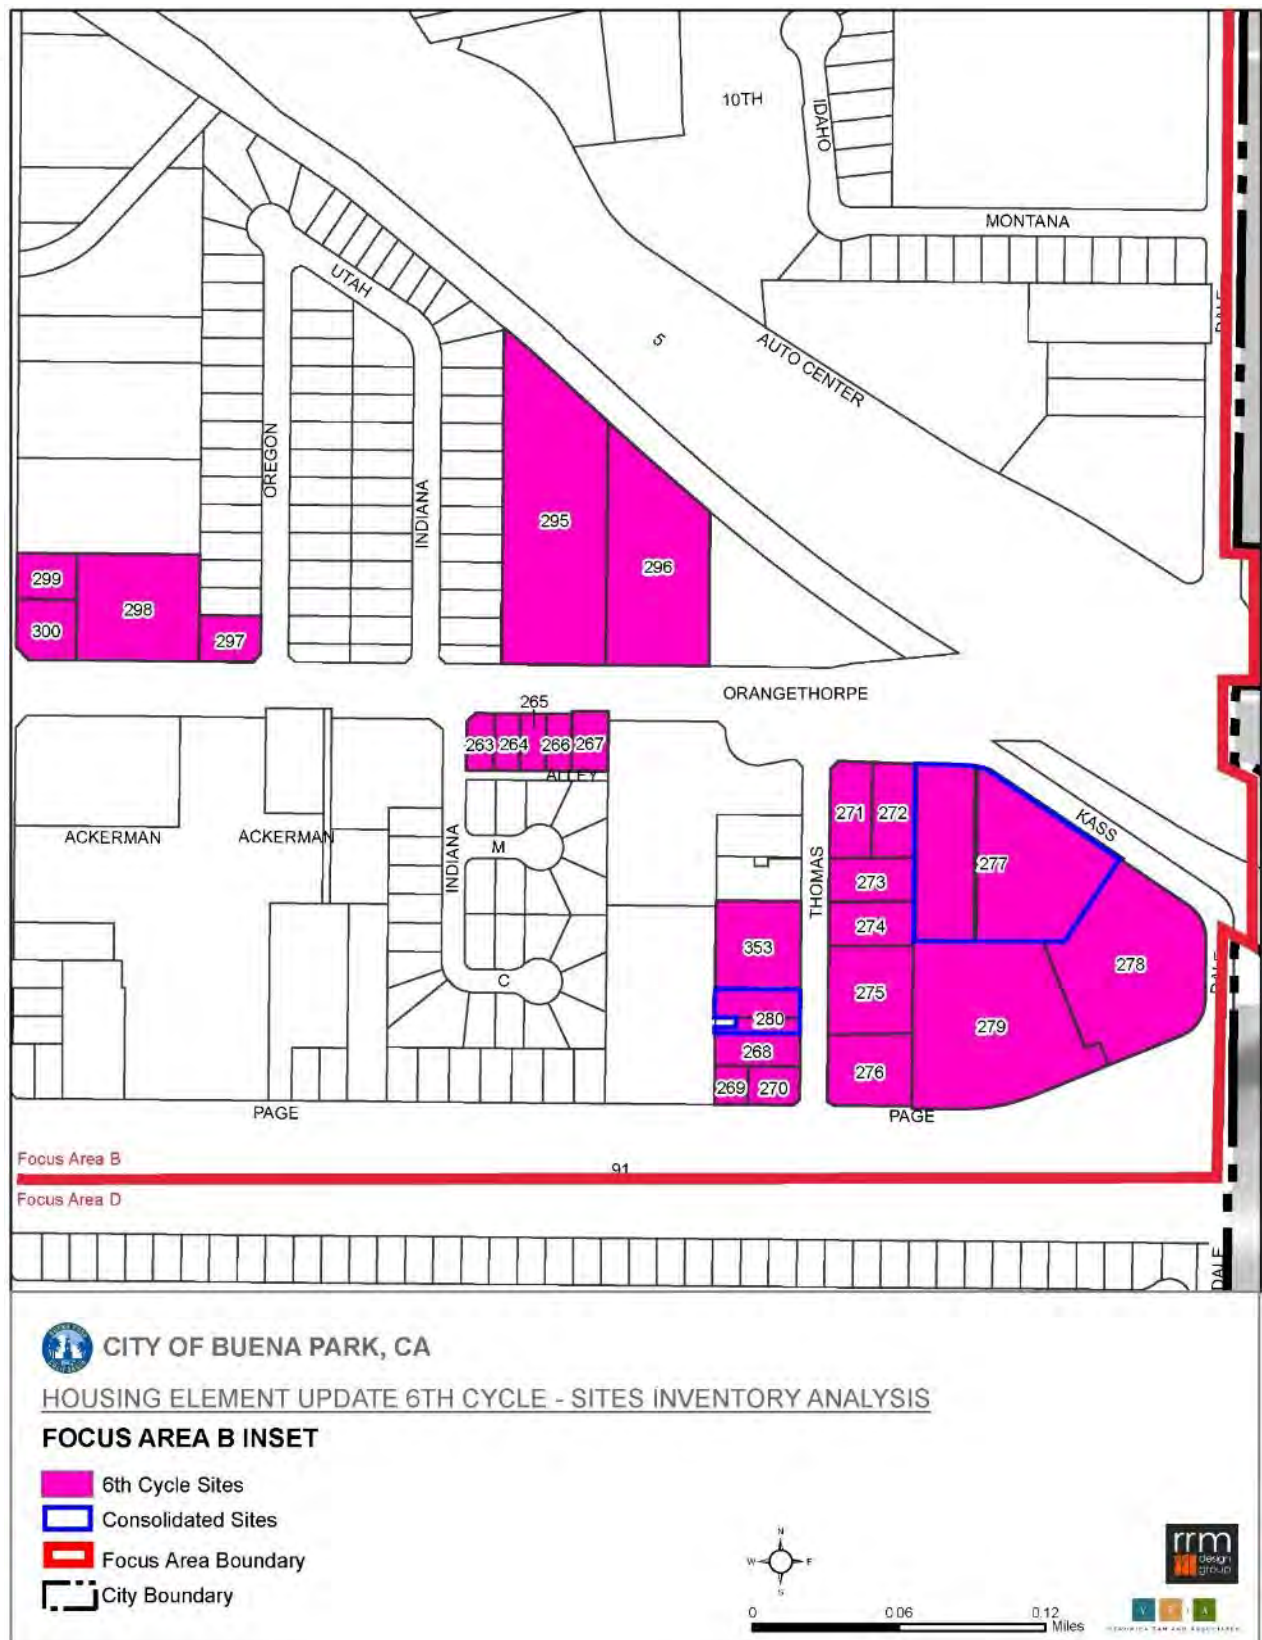 10TH
IDAHO
MONTANA
DALE
UTAH
5
AUTO CENTER
OREGON
INDIANA
295
296
299
298
300
297
ORANGETHORPE
265
263
264
266
267
ALLEY
ACKERMAN
ACKERMAN
INDIANA
M
C
THOMAS
KASS
271
272
277
273
274
353
278
275
280
279
268
276
269
270
DALE
PAGE
PAGE
Focus Area B
91
Focus Area D
DALE
CITY OF BUENA PARK, CA
HOUSING ELEMENT UPDATE 6TH CYCLE - SITES INVENTORY ANALYSIS
FOCUS AREA B INSET
6th Cycle Sites
Consolidated Sites
Focus Area Boundary
City Boundary
N
W
E
S
0
0.06
0.12
Miles
rrm
design
group